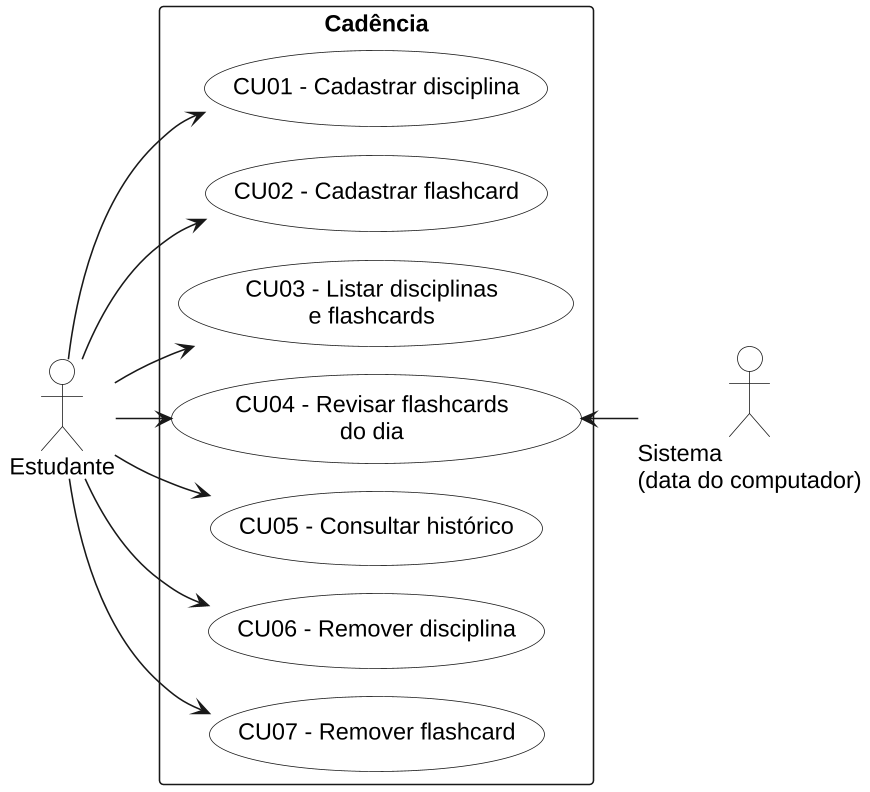 Cadência
CU01 - Cadastrar disciplina
CU02 - Cadastrar flashcard
CU03 - Listar disciplinas
e flashcards
CU04 - Revisar flashcards
do dia
Estudante
Sistema
(data do computador)
CU05 - Consultar histórico
CU06 - Remover disciplina
CU07 - Remover flashcard